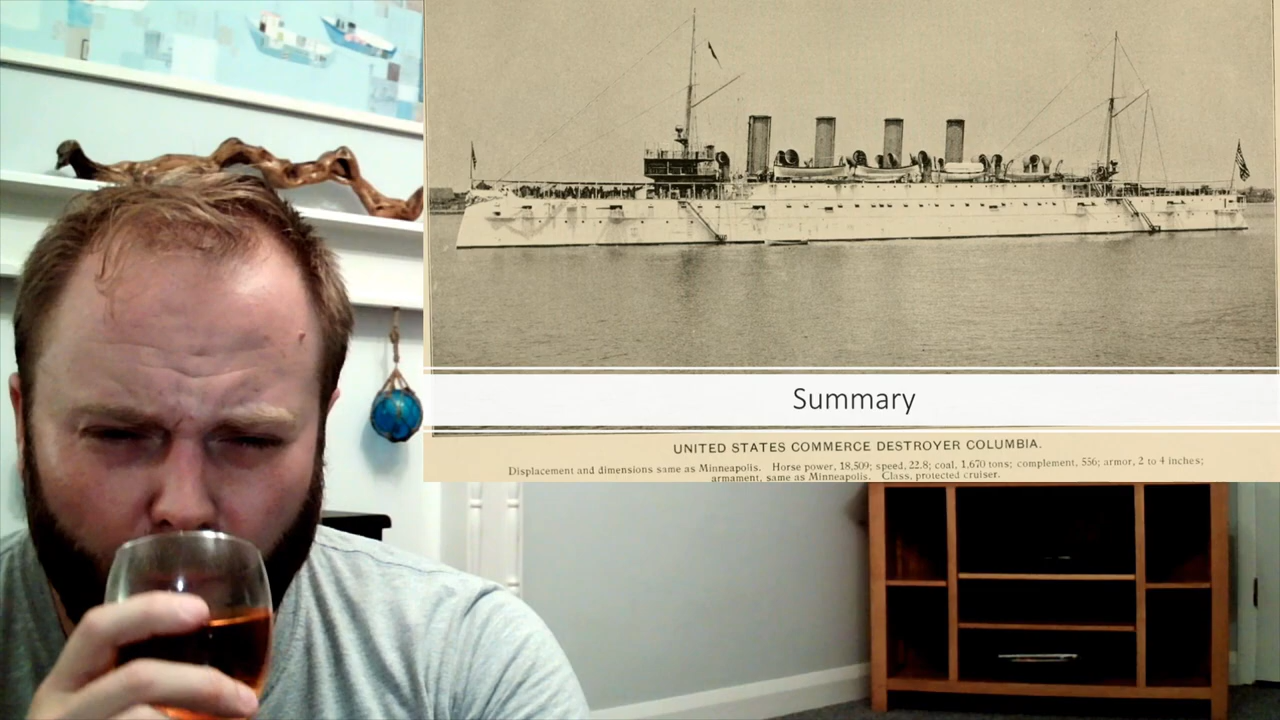 Summary
UNITED STATES COMMERCE DESTROYER COLUMBIA.
Displacement and dimensions same as Minneapolis. Horse power, 18,509; speed, 22.8; coal, 1,670 tons; complement, 556; armor, 2 to 4 inches;
armament, same as Minneapolis. Class, protected cruiser.